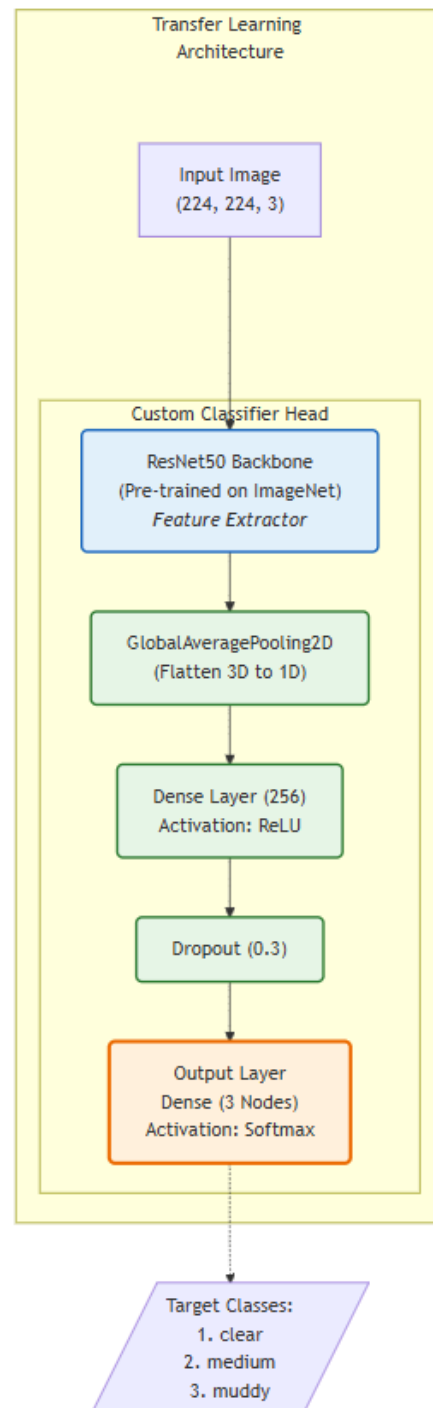 Transfer Learning
Architecture
Input Image
(224, 224, 3)
Custom Classifier Head
ResNet50 Backbone
(Pre-trained on ImageNet)
Feature Extractor
GlobalAveragePooling2D
(Flatten 3D to 1D)
Dense Layer (256)
Activation: ReLU
Dropout (0.3)
Output Layer
Dense (3 Nodes)
Activation: Softmax
Target Classes:
1. clear
2. medium
3. muddy